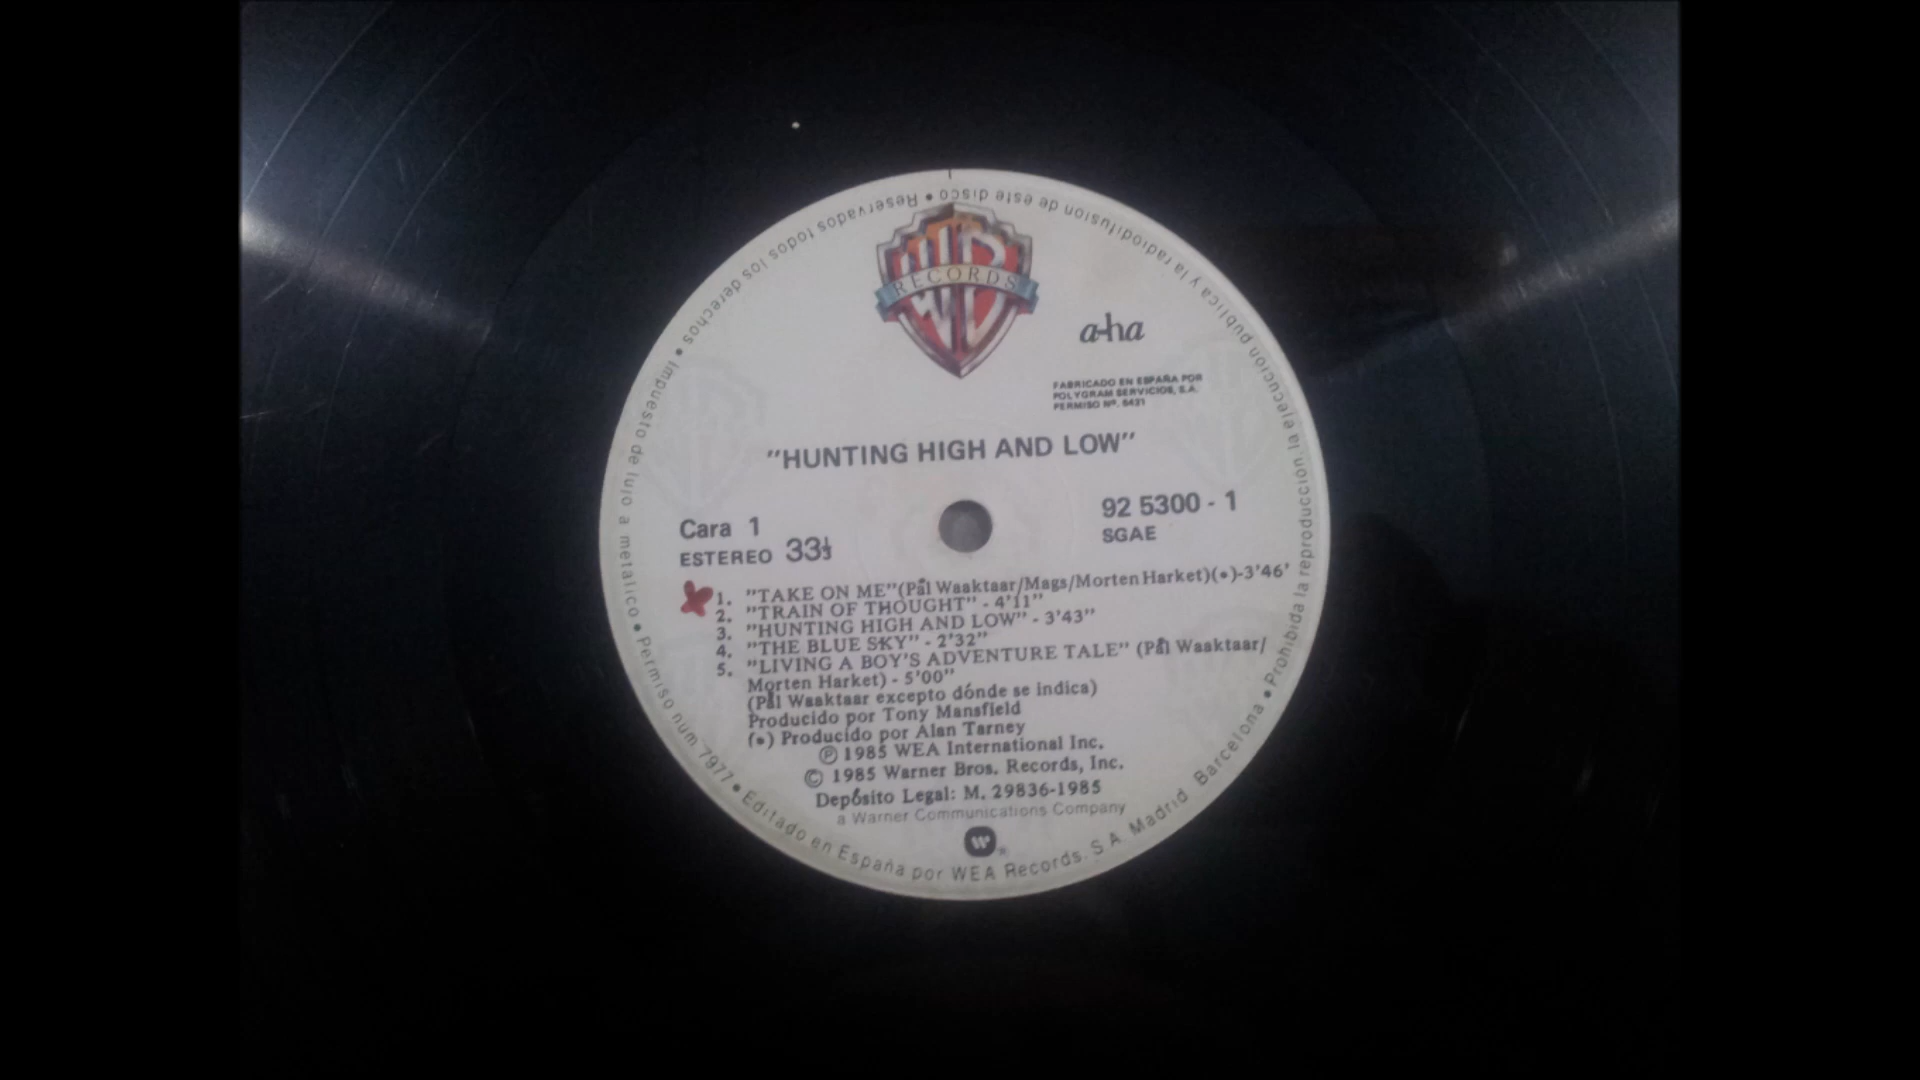 WB
RECORDS
a-ha
FABRICADO EN ESPAÑA POR
POLYGRAM SERVICIOS, S.A.
PERMISO Nº. 6431
"HUNTING HIGH AND LOW"
Cara 1
ESTEREO 33⅓
92 5300 - 1
SGAE
1. "TAKE ON ME"(Pål Waaktaar/Mags/Morten Harket)(•)-3'46'
2. "TRAIN OF THOUGHT" - 4'11"
3. "HUNTING HIGH AND LOW" - 3'43"
4. "THE BLUE SKY" - 2'32"
5. "LIVING A BOY'S ADVENTURE TALE" (Pål Waaktaar/
Morten Harket) - 5'00"
(Pål Waaktaar excepto dónde se indica)
Producido por Tony Mansfield
(•) Producido por Alan Tarney
Ⓟ 1985 WEA International Inc.
© 1985 Warner Bros. Records, Inc.
Depósito Legal: M. 29836-1985
a Warner Communications Company
Reservados todos los derechos • Impuesto de lujo a metálico • Permiso num 7977 • Editado en España por WEA Records. S A Madrid Barcelona • Prohibida la reproducción la ejecucion publica y la radiodifusion de este disco •